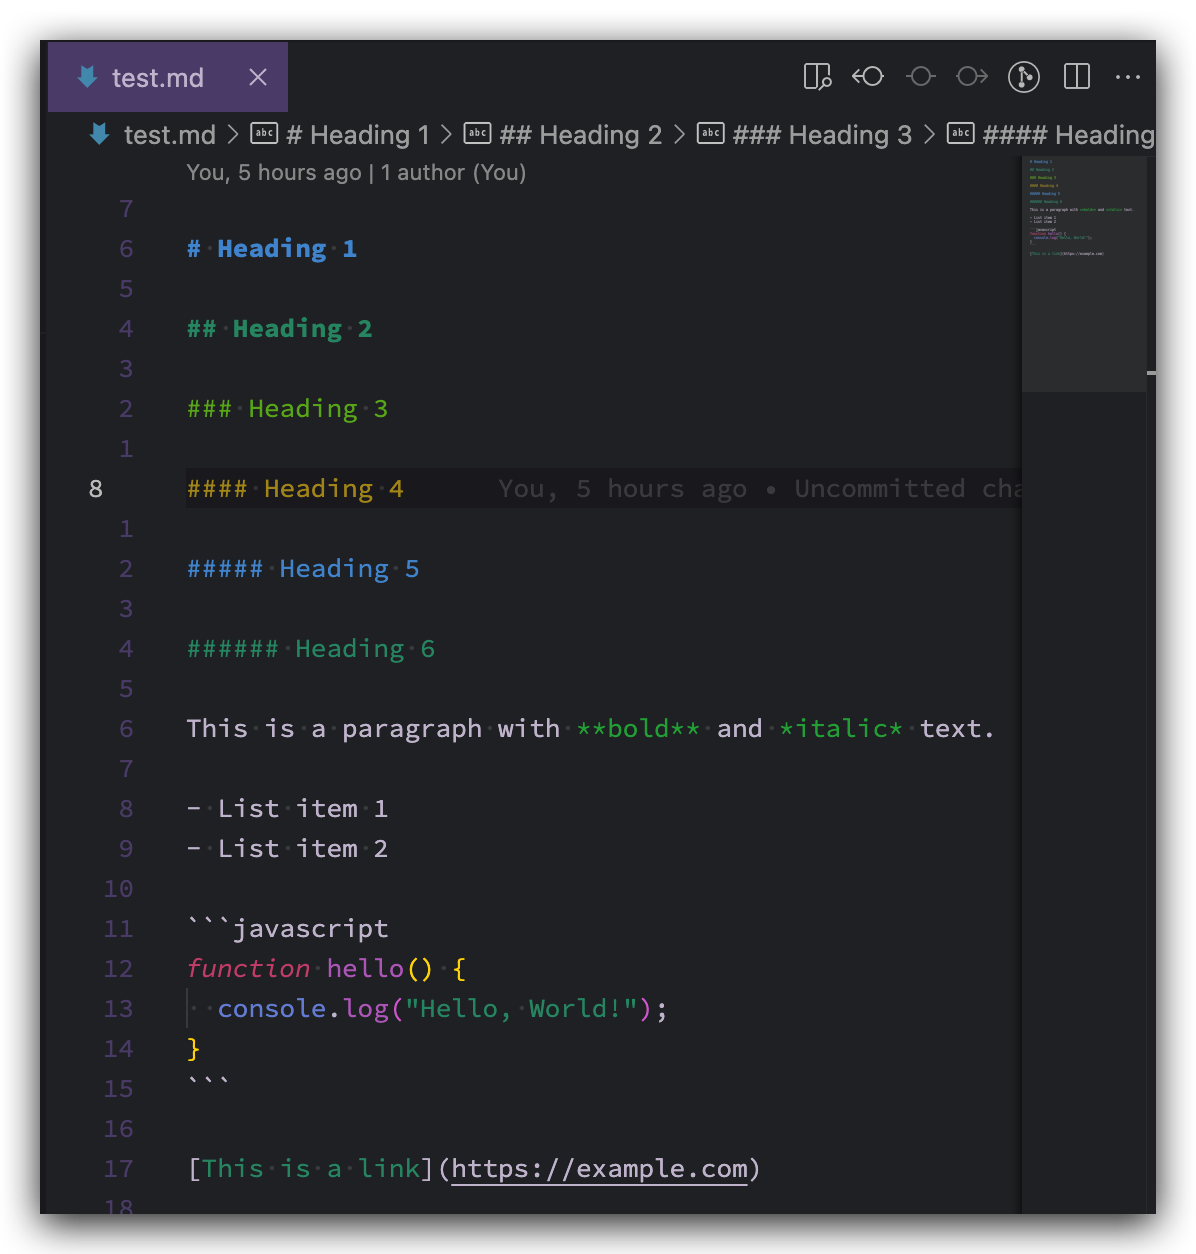 test.md
test.md > # Heading 1 > ## Heading 2 > ### Heading 3 > #### Heading
You, 5 hours ago | 1 author (You)
7
6 # Heading 1
5
4 ## Heading 2
3
2 ### Heading 3
1
8 #### Heading 4 You, 5 hours ago • Uncommitted cha
1
2 ##### Heading 5
3
4 ###### Heading 6
5
6 This is a paragraph with **bold** and *italic* text.
7
8 - List item 1
9 - List item 2
10
11 ```javascript
12 function hello() {
13   console.log("Hello, World!");
14 }
15 ```
16
17 [This is a link](https://example.com)
18